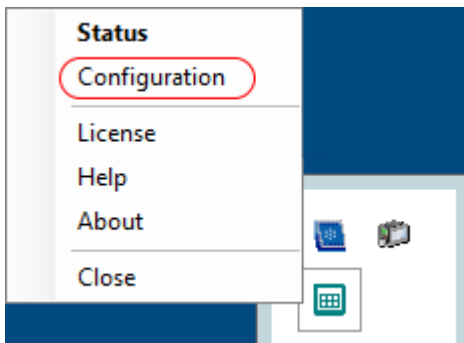 Status
Configuration
License
Help
About
Close